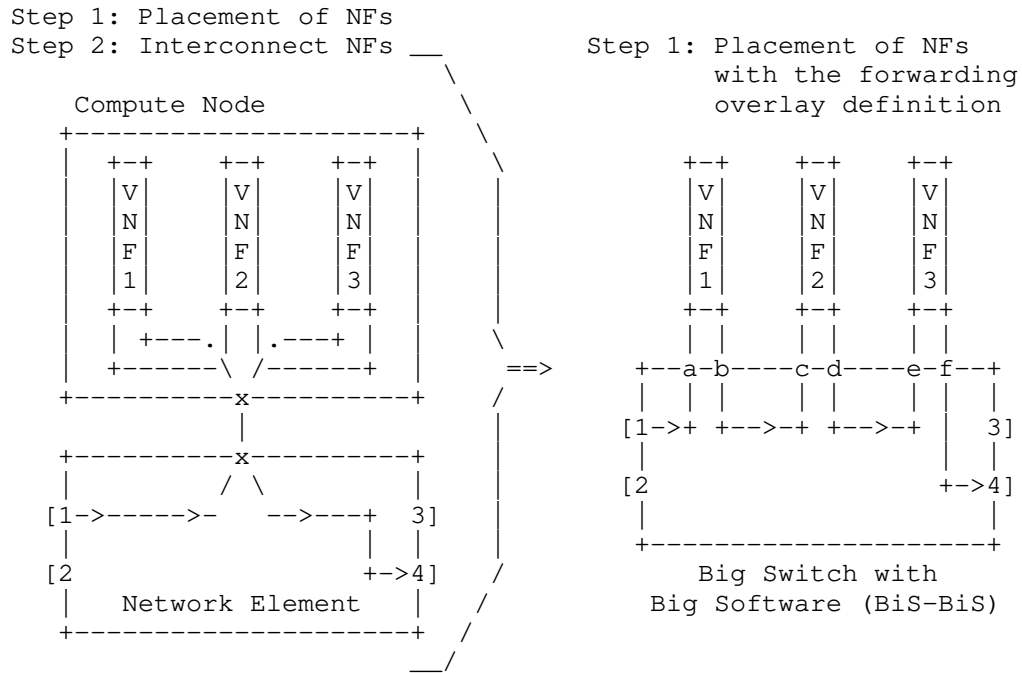 Step 1: Placement of NFs
Step 2: Interconnect NFs
Step 1: Placement of NFs
with the forwarding
overlay definition
Compute Node
V V V
N N N
F F F
1 2 3
x
x
[1->----->- -->---+ 3]
[2 +->4]
Network Element
==>
V V V
N N N
F F F
1 2 3
+--a-b----c-d----e-f--+
[1->+ +-->-+ +-->-+ | 3]
[2 +->4]
Big Switch with
Big Software (BiS-BiS)